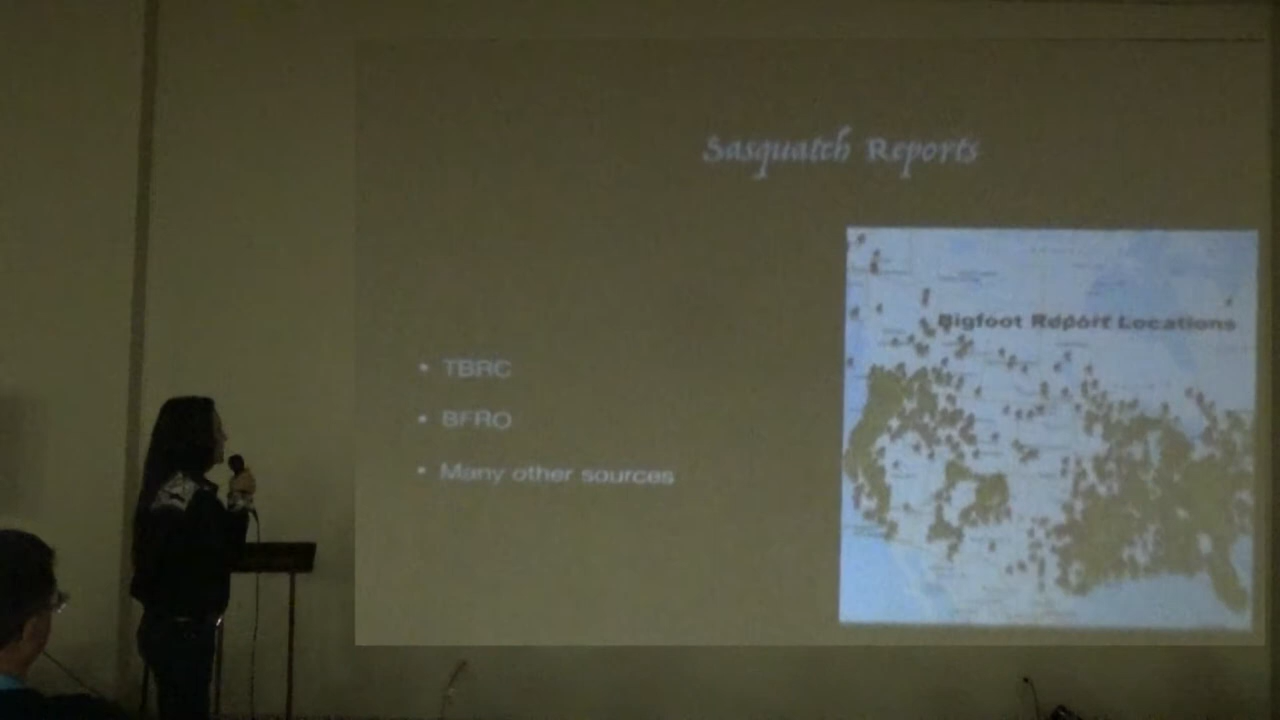 Sasquatch Reports
Bigfoot Report Locations
• TBRC
• BFRO
• Many other sources